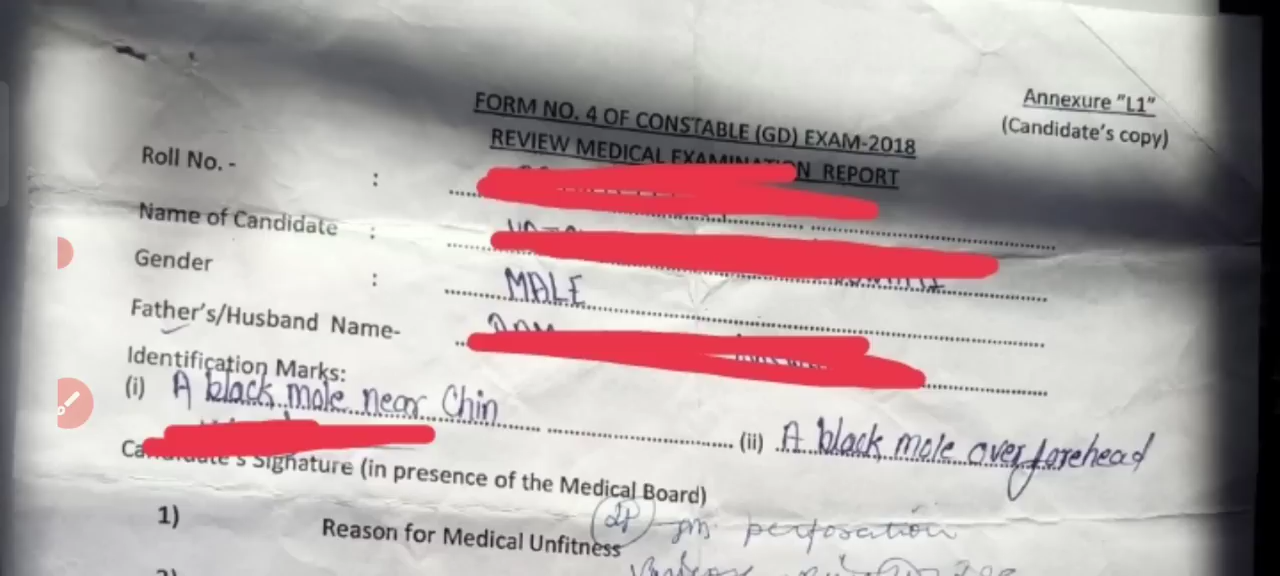 Annexure "L1"
(Candidate's copy)
FORM NO. 4 OF CONSTABLE (GD) EXAM-2018
REVIEW MEDICAL EXAMINATION REPORT
Roll No. - :
Name of Candidate :
Gender : MALE
Father's/Husband Name-
Identification Marks:
(i) A black mole near Chin (ii) A black mole over forehead
Candidate's Signature (in presence of the Medical Board)
1) Reason for Medical Unfitness perforation